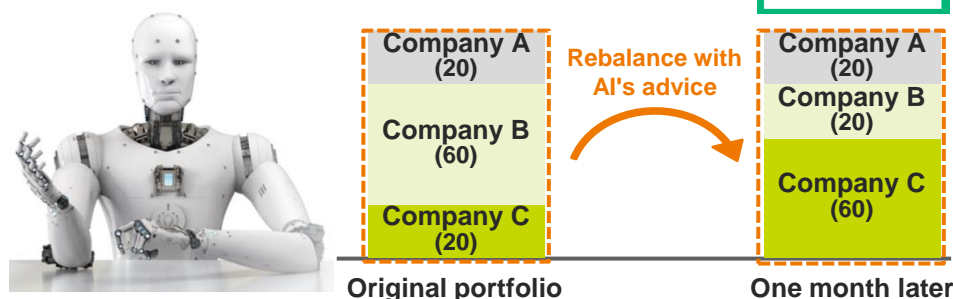 Company A
(20)
Company B
(60)
Company C
(20)
Original portfolio
Rebalance with
AI's advice
Company A
(20)
Company B
(20)
Company C
(60)
One month later